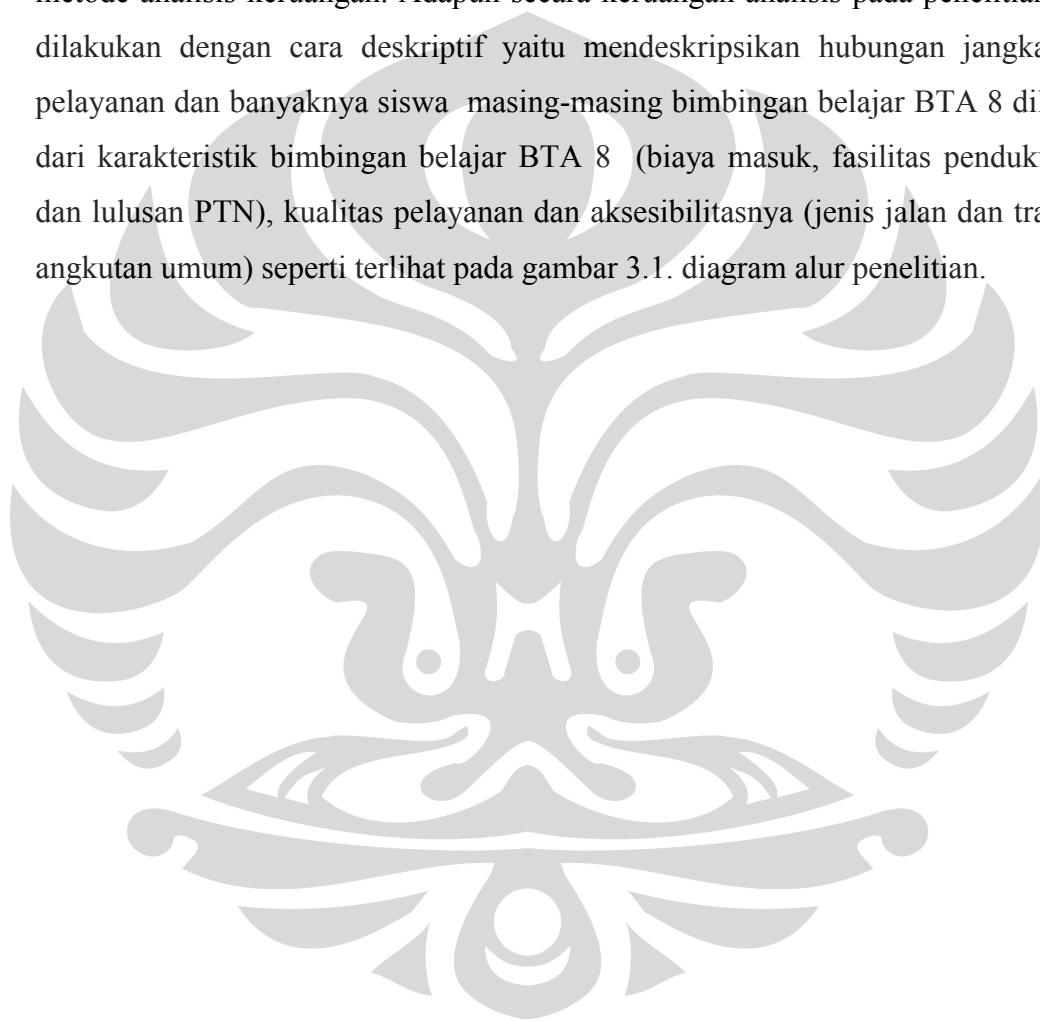 metode analisis keruangan. Adapun secara keruangan analisis pada penelitian
dilakukan dengan cara deskriptif yaitu mendeskripsikan hubungan jangka
pelayanan dan banyaknya siswa masing-masing bimbingan belajar BTA 8
dari karakteristik bimbingan belajar BTA 8 (biaya masuk, fasilitas
dan lulusan PTN), kualitas pelayanan dan aksesibilitasnya (jenis jalan dan
angkutan umum) seperti terlihat pada gambar 3.1. diagram alur penelitian.